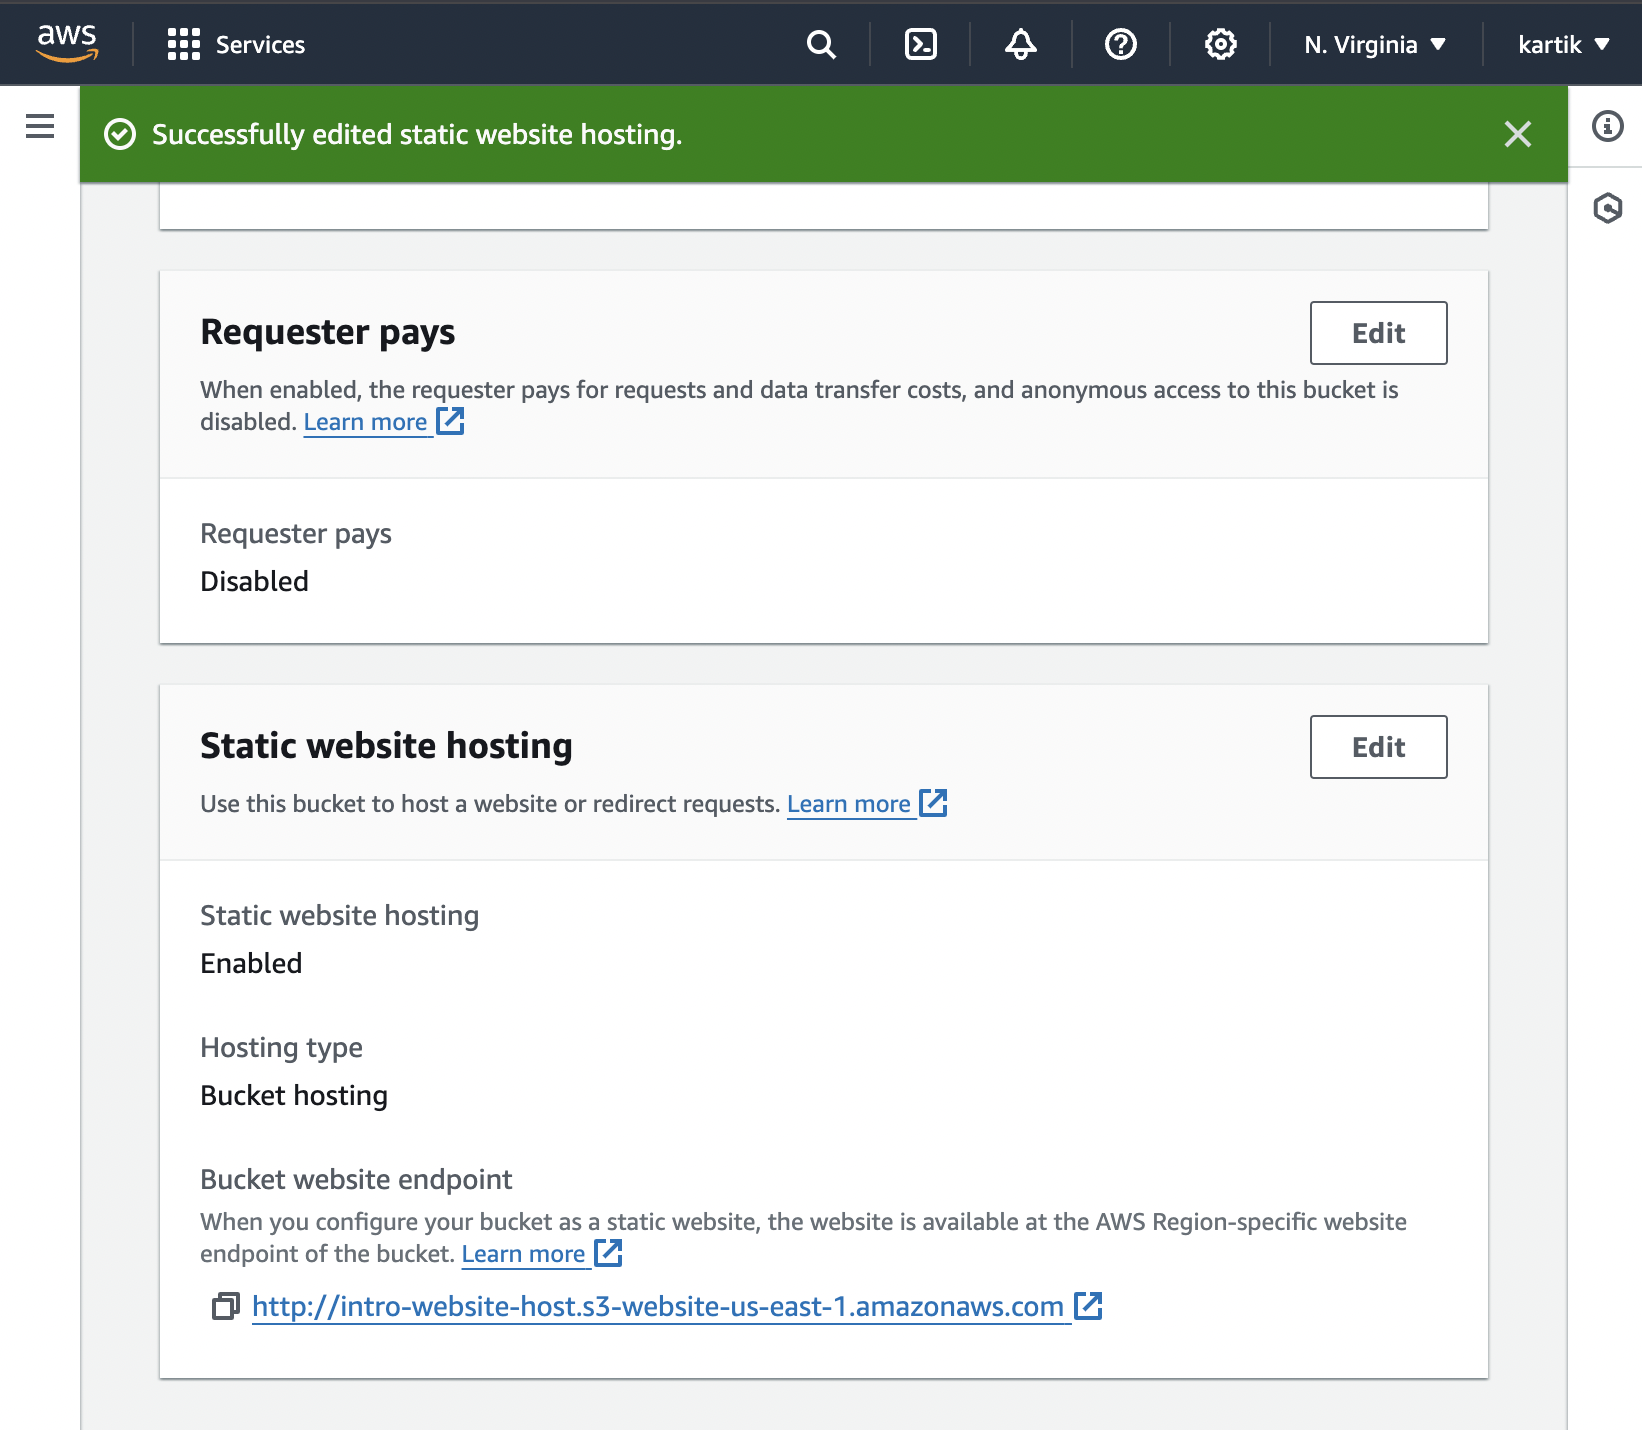 aws Services N. Virginia kartik
Successfully edited static website hosting.
Requester pays
Edit
When enabled, the requester pays for requests and data transfer costs, and anonymous access to this bucket is
disabled. Learn more
Requester pays
Disabled
Static website hosting
Edit
Use this bucket to host a website or redirect requests. Learn more
Static website hosting
Enabled
Hosting type
Bucket hosting
Bucket website endpoint
When you configure your bucket as a static website, the website is available at the AWS Region-specific website
endpoint of the bucket. Learn more
http://intro-website-host.s3-website-us-east-1.amazonaws.com